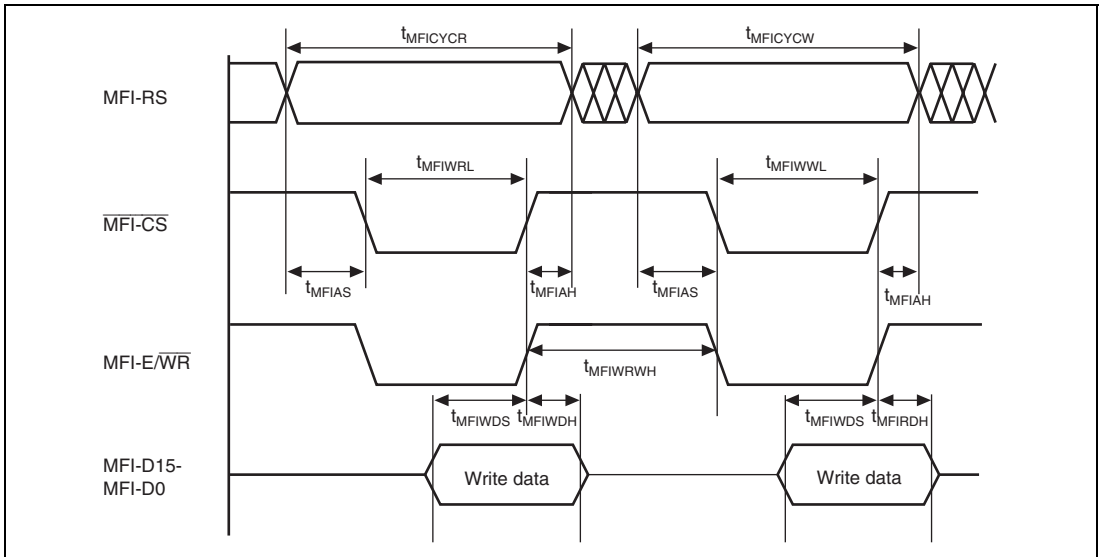 tMFICYCR tMFICYCW
MFI-RS
tMFIWRL tMFIWWL
MFI-CS
tMFIAS tMFIAH tMFIAS tMFIAH
MFI-E/WR
tMFIWRWH
tMFIWDS tMFIWDH tMFIWDS tMFIRDH
MFI-D15-
MFI-D0
Write data Write data